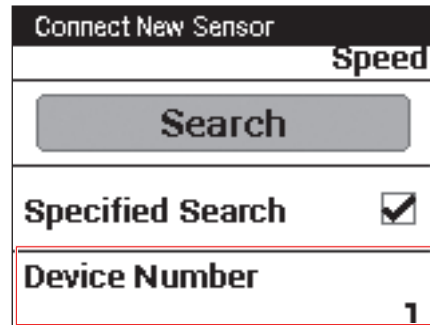 Connect New Sensor
Speed
Search
Specified Search
Device Number
1